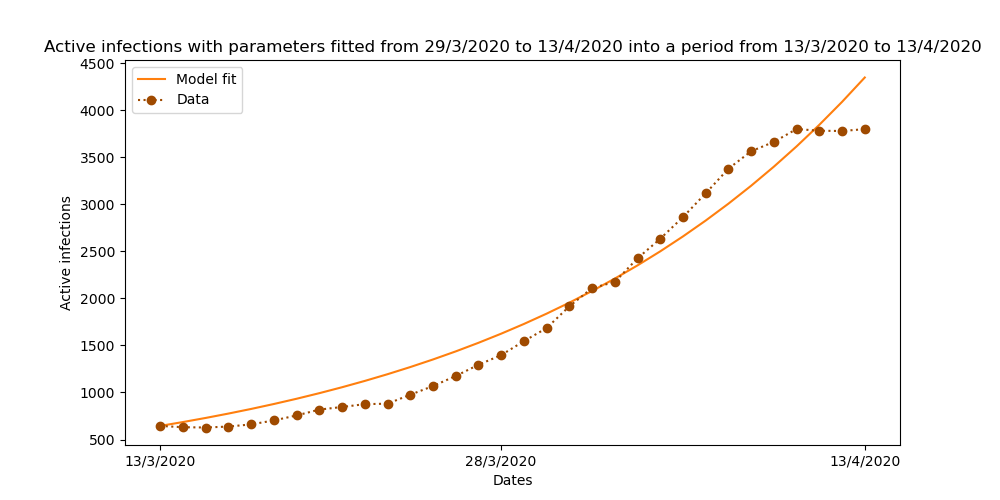 Active infections with parameters fitted from 29/3/2020 to 13/4/2020 into a period from 13/3/2020 to 13/4/2020
Model fit
Data
4500
4000
3500
3000
2500
2000
1500
1000
500
Active infections
13/3/2020 28/3/2020 13/4/2020
Dates